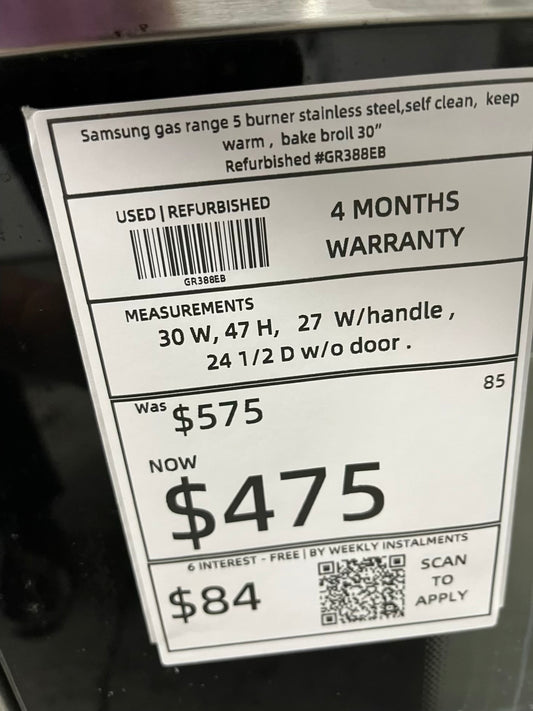 Samsung gas range 5 burner stainless steel,self clean, keep
warm , bake broil 30”
Refurbished #GR388EB
USED | REFURBISHED
GR388EB
4 MONTHS
WARRANTY
MEASUREMENTS
30 W, 47 H, 27 W/handle ,
24 1/2 D w/o door .
85
Was $575
NOW
$475
6 INTEREST - FREE | BY WEEKLY INSTALMENTS
$84
SCAN
TO
APPLY